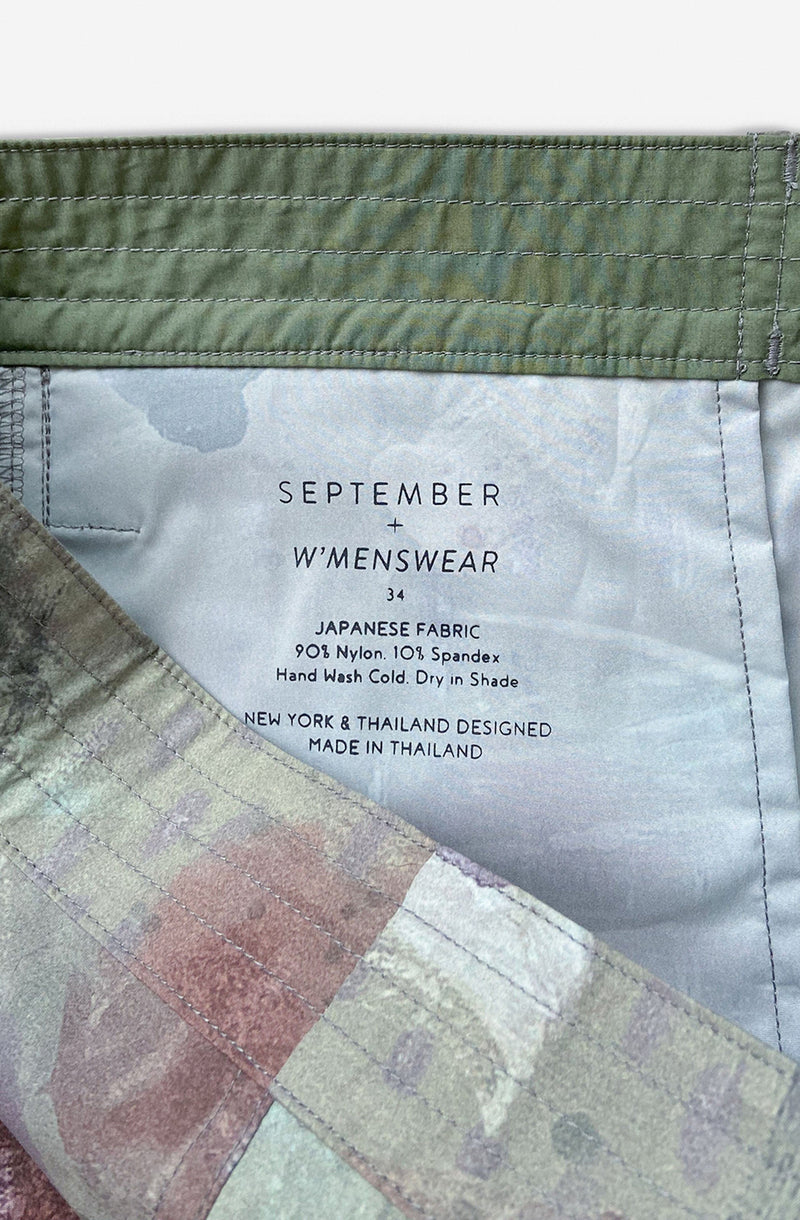 SEPTEMBER
+
W'MENSWEAR
34
JAPANESE FABRIC
90% Nylon. 10% Spandex
Hand Wash Cold. Dry in Shade
NEW YORK & THAILAND DESIGNED
MADE IN THAILAND